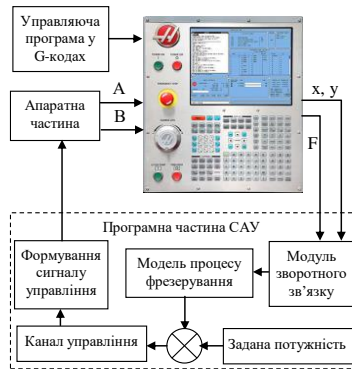 Управляюча
програма у
G-кодах
Апаратна
частина
A
B
x, y
F
Програмна частина САУ
Формування
сигналу
управління
Модель процесу
фрезерування
Модуль
зворотного
зв’язку
Канал управління
Задана потужність